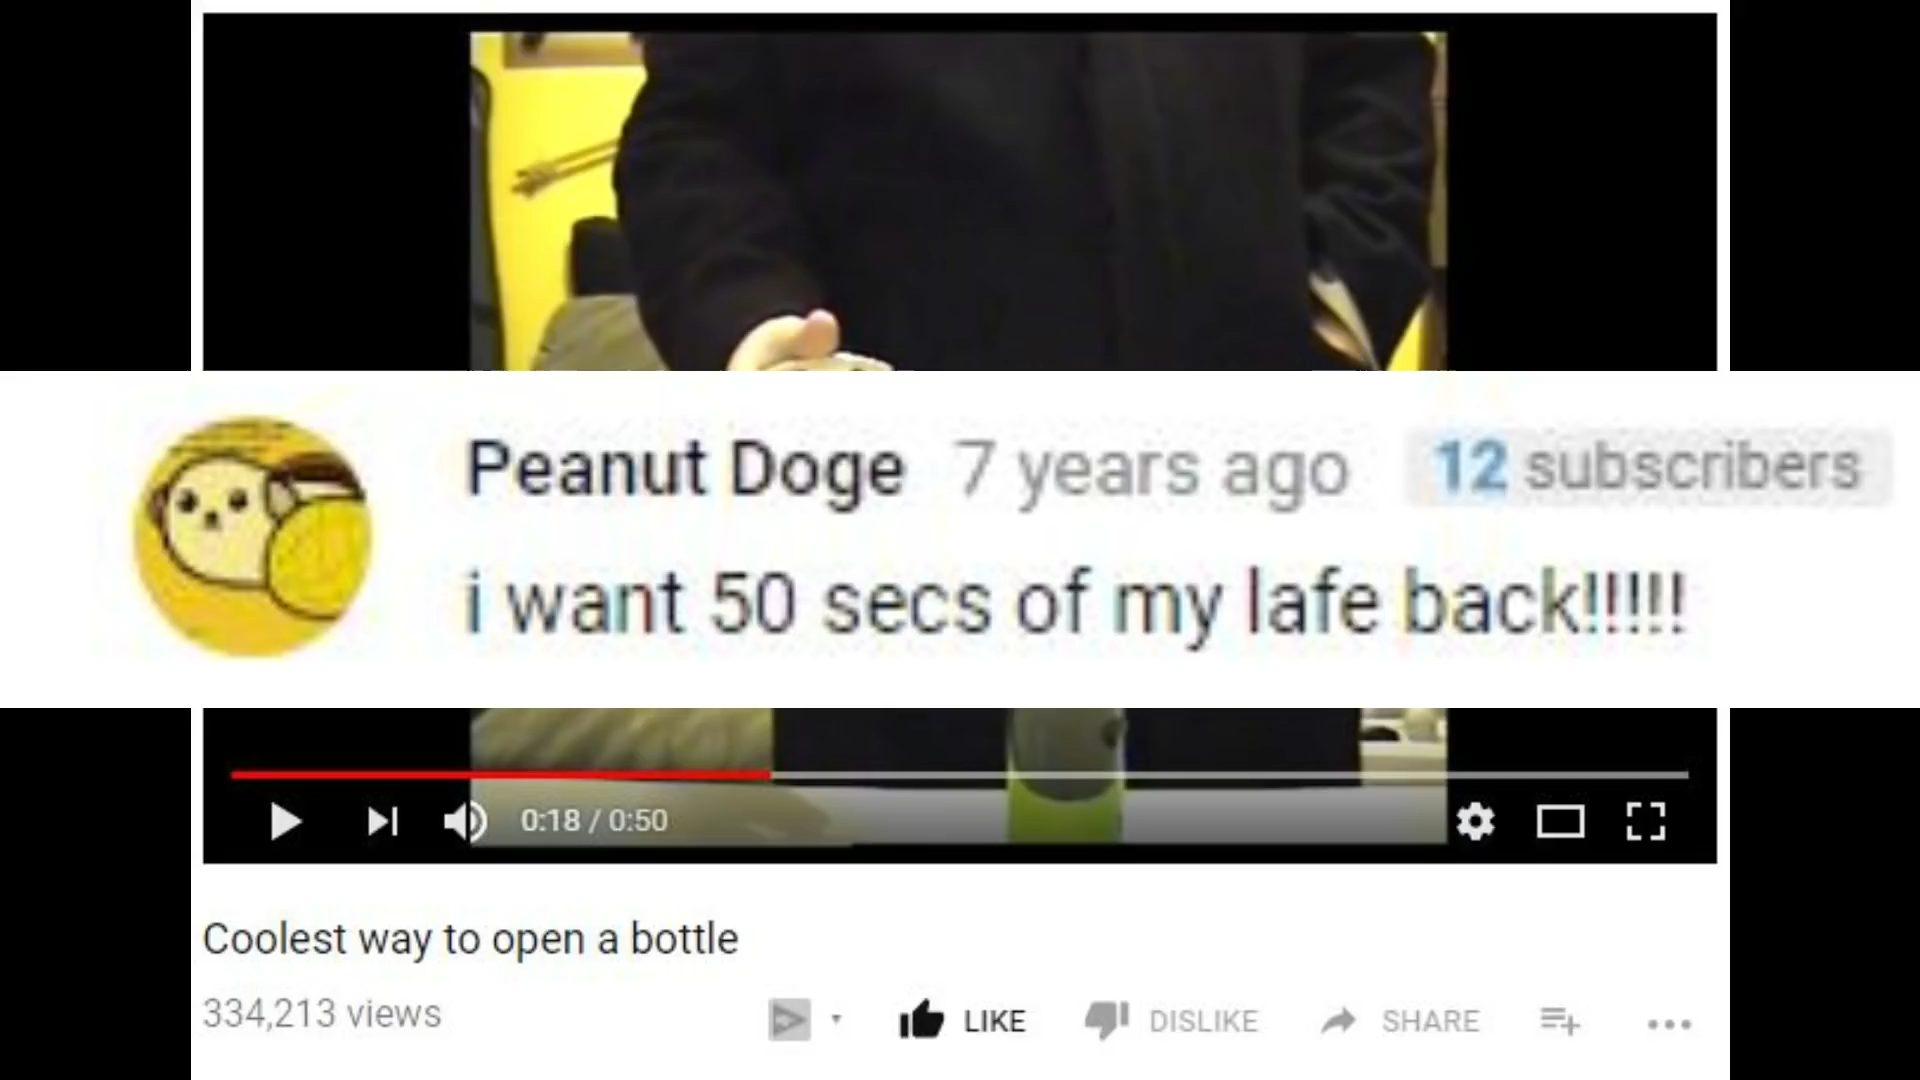 Peanut Doge 7 years ago 12 subscribers
i want 50 secs of my lafe back!!!!!
0:18 / 0:50
Coolest way to open a bottle
334,213 views LIKE DISLIKE SHARE